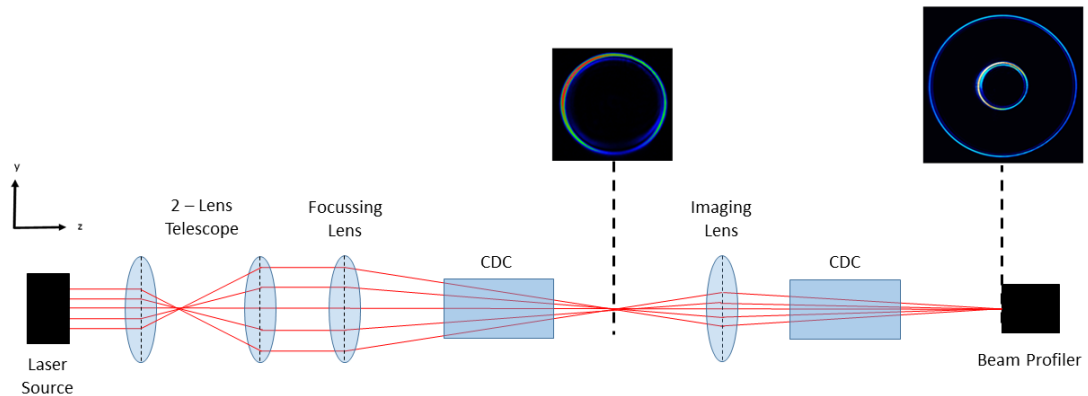 y
z
2 – Lens
Telescope
Focussing
Lens
Imaging
Lens
CDC
CDC
Laser
Source
Beam Profiler